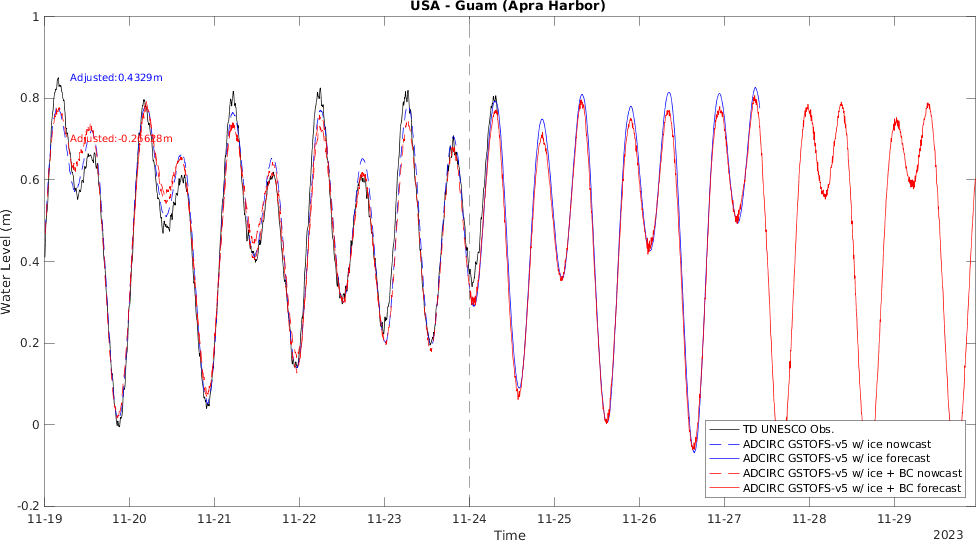 USA - Guam (Apra Harbor)
1
0.8
0.6
0.4
0.2
0
-0.2
Water Level (m)
Adjusted:0.4329m
TD UNESCO Obs.
ADCIRC GSTOFS-v5 w/ ice nowcast
ADCIRC GSTOFS-v5 w/ ice forecast
ADCIRC GSTOFS-v5 w/ ice + BC nowcast
ADCIRC GSTOFS-v5 w/ ice + BC forecast
11-19 11-20 11-21 11-22 11-23 11-24 11-25 11-26 11-27 11-28 11-29
Time
2023